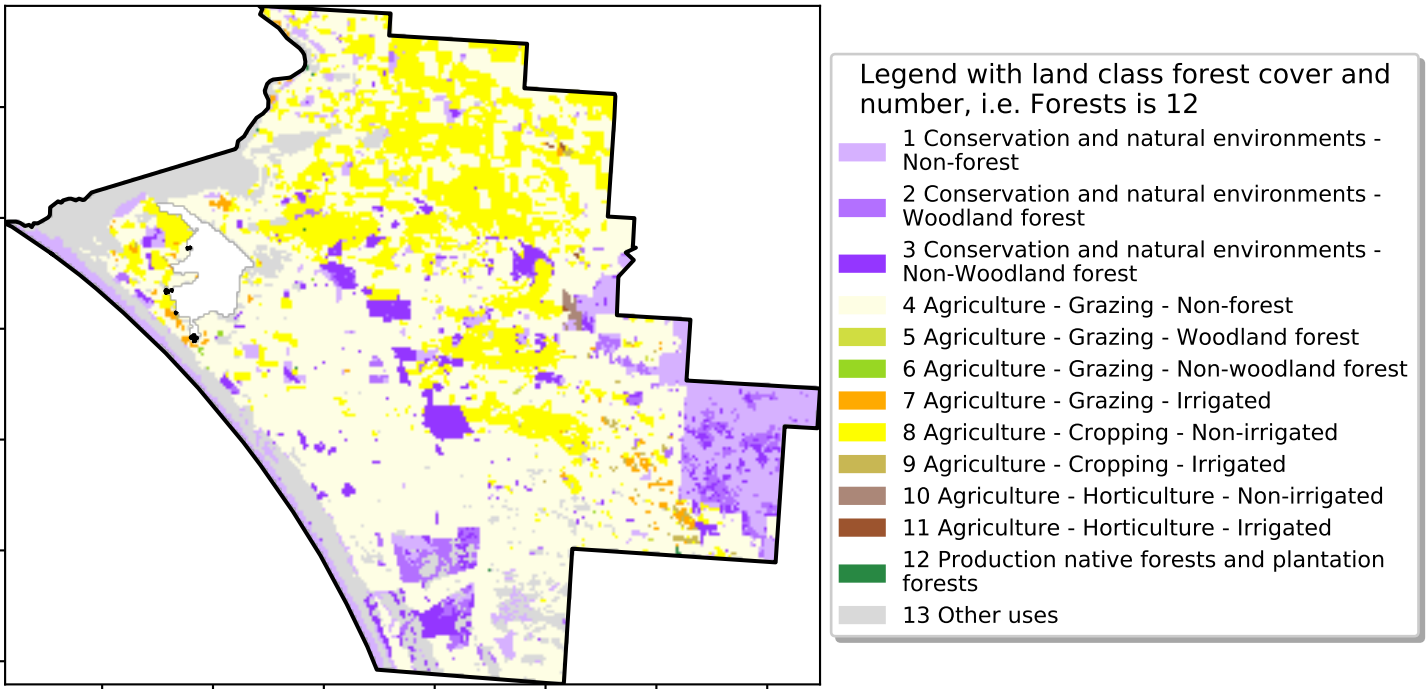 Legend with land class forest cover and
number, i.e. Forests is 12
1 Conservation and natural environments -
Non-forest
2 Conservation and natural environments -
Woodland forest
3 Conservation and natural environments -
Non-Woodland forest
4 Agriculture - Grazing - Non-forest
5 Agriculture - Grazing - Woodland forest
6 Agriculture - Grazing - Non-woodland forest
7 Agriculture - Grazing - Irrigated
8 Agriculture - Cropping - Non-irrigated
9 Agriculture - Cropping - Irrigated
10 Agriculture - Horticulture - Non-irrigated
11 Agriculture - Horticulture - Irrigated
12 Production native forests and plantation
forests
13 Other uses